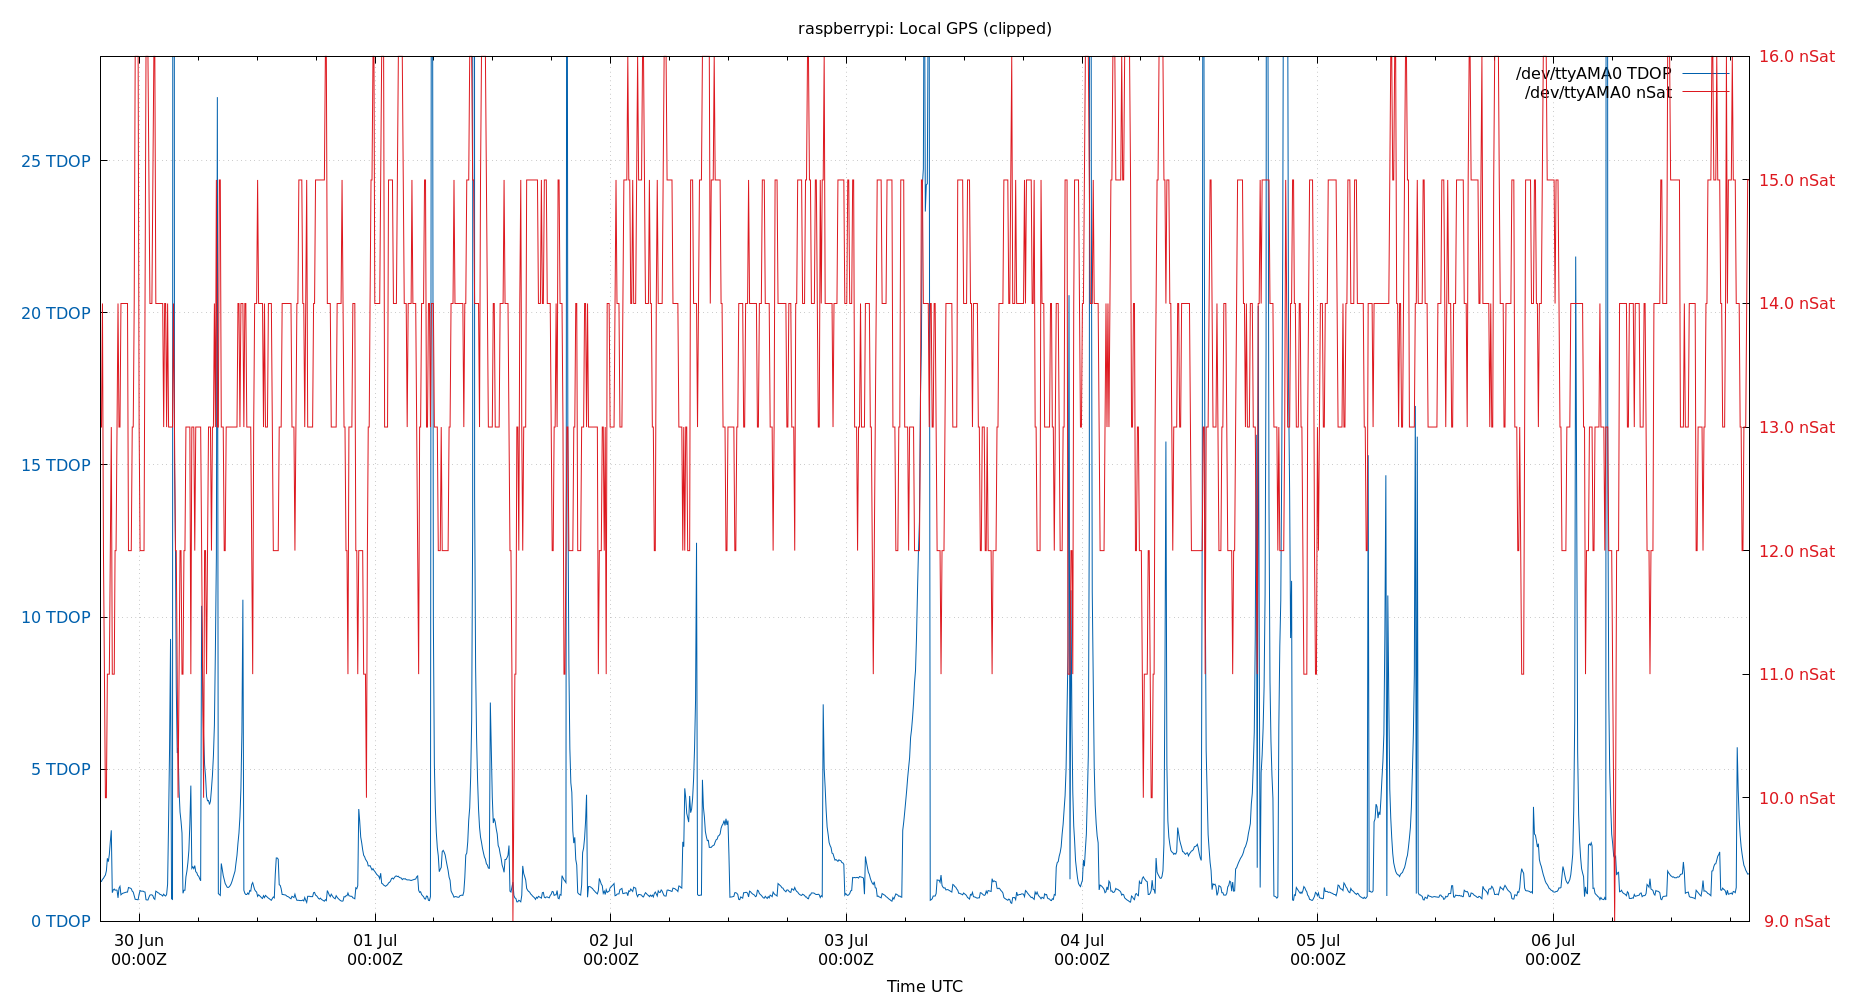 raspberrypi: Local GPS (clipped)
/dev/ttyAMA0 TDOP
/dev/ttyAMA0 nSat
25 TDOP
20 TDOP
15 TDOP
10 TDOP
5 TDOP
0 TDOP
16.0 nSat
15.0 nSat
14.0 nSat
13.0 nSat
12.0 nSat
11.0 nSat
10.0 nSat
9.0 nSat
30 Jun
00:00Z
01 Jul
00:00Z
02 Jul
00:00Z
03 Jul
00:00Z
04 Jul
00:00Z
05 Jul
00:00Z
06 Jul
00:00Z
Time UTC